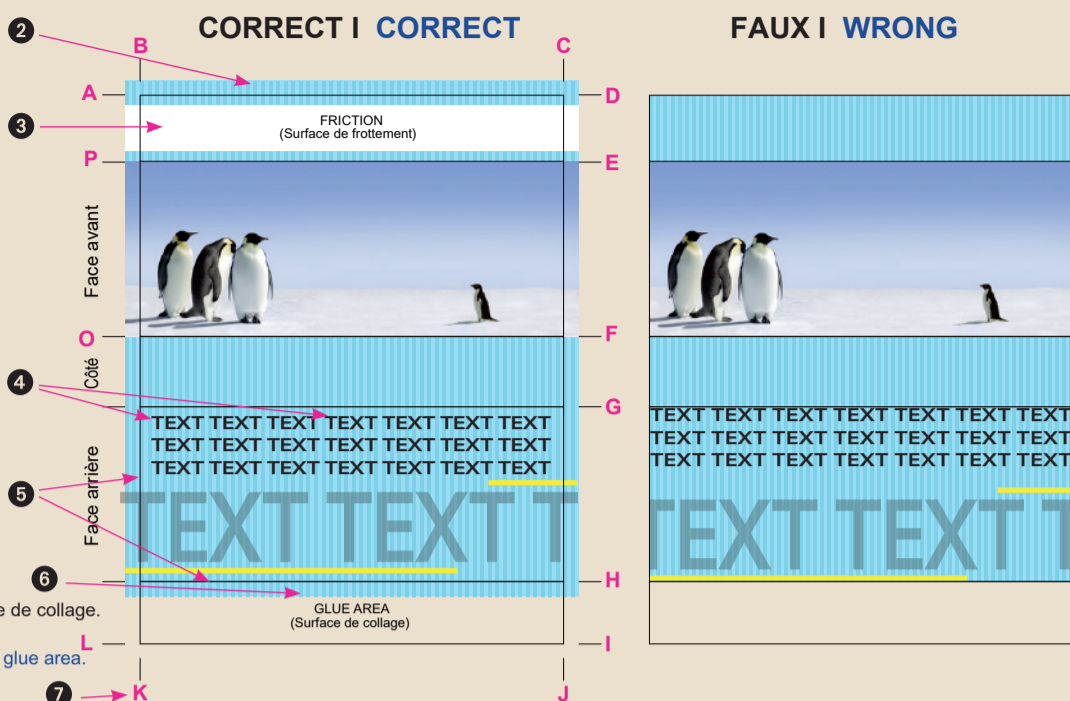 CORRECT I CORRECT
FAUX I WRONG
2
B
C
A
D
3
FRICTION
(Surface de frottement)
P
E
Face avant
O
F
Côté
4
G
TEXT TEXT TEXT TEXT TEXT TEXT TEXT
TEXT TEXT TEXT TEXT TEXT TEXT TEXT
TEXT TEXT TEXT TEXT TEXT TEXT TEXT
TEXT TEXT TEXT TEXT TEXT TEXT TEXT
TEXT TEXT TEXT TEXT TEXT TEXT TEXT
TEXT TEXT TEXT TEXT TEXT TEXT TEXT
Face arrière
5
TEXT TEXT T
TEXT TEXT T
6
H
e de collage.
GLUE AREA
(Surface de collage)
L
I
glue area.
7
K
J